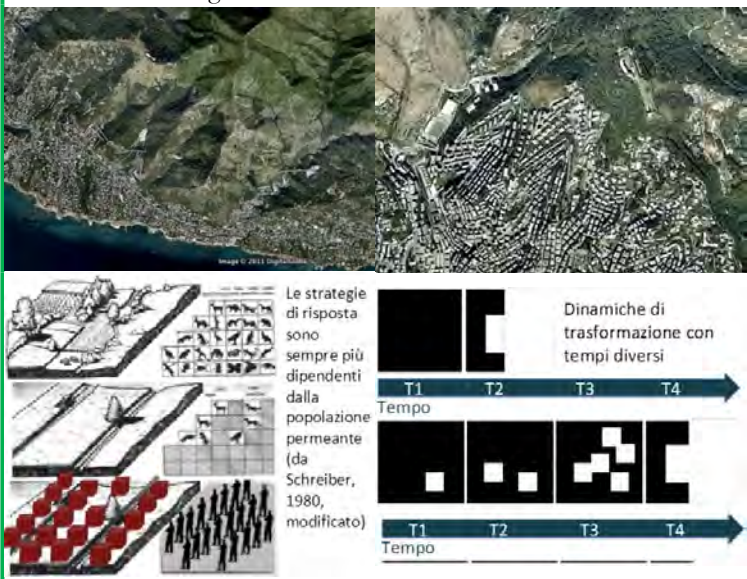 Image © 2011 DigitalGlobe
Le strategie
di risposta
sono
sempre più
dipendenti
dalla
popolazione
permeante
(da
Schreiber,
1980,
modificato)
Dinamiche di
trasformazione con
tempi diversi
T1 T2 T3 T4
Tempo
T1 T2 T3 T4
Tempo